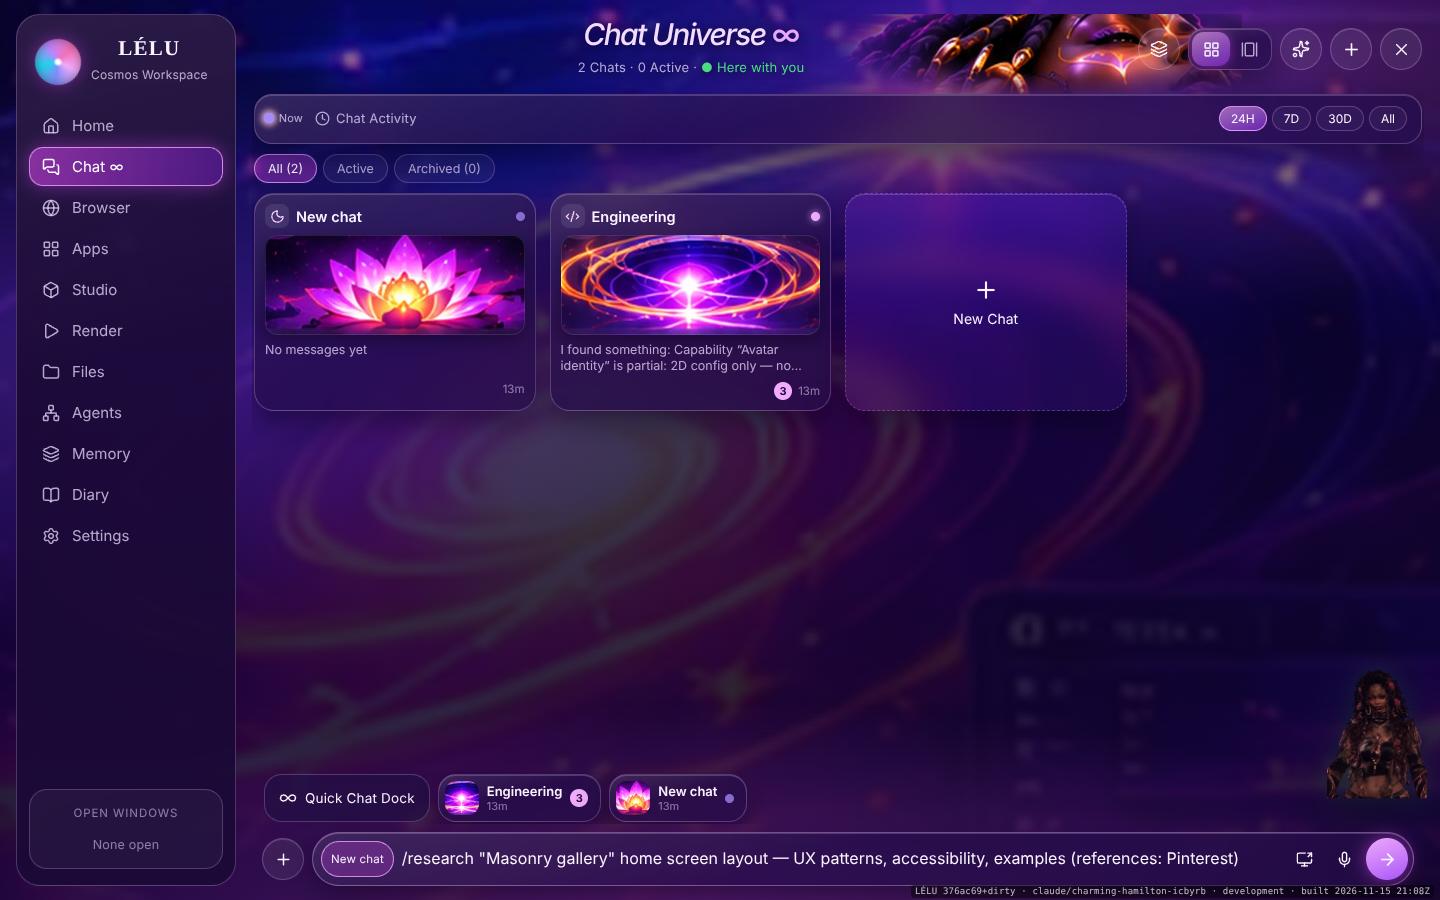 LÉLU
Cosmos Workspace
Home
Chat ∞
Browser
Apps
Studio
Render
Files
Agents
Memory
Diary
Settings
OPEN WINDOWS
None open
Chat Universe ∞
2 Chats · 0 Active · Here with you
Now
Chat Activity
24H
7D
30D
All
All (2)
Active
Archived (0)
New chat
No messages yet
13m
Engineering
I found something: Capability “Avatar
identity” is partial: 2D config only — no...
3
13m
New Chat
Quick Chat Dock
Engineering
13m
3
New chat
13m
New chat
/research "Masonry gallery" home screen layout — UX patterns, accessibility, examples (references: Pinterest)
LÉLU 376ac69+dirty · claude/charming-hamilton-icbyrb · development · built 2026-11-15 21:08Z